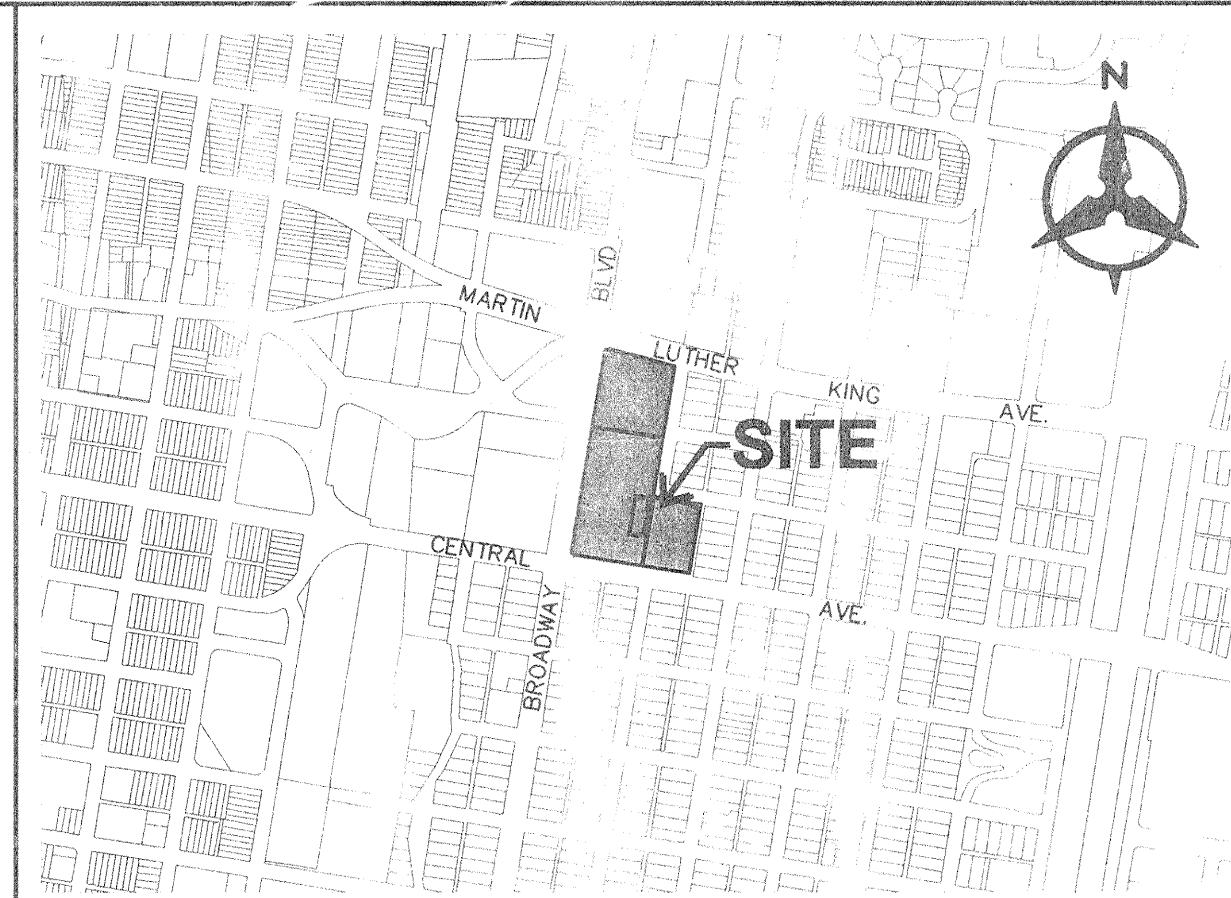 N
BLVD
MARTIN
LUTHER
KING
AVE.
SITE
CENTRAL
AVE.
BROADWAY